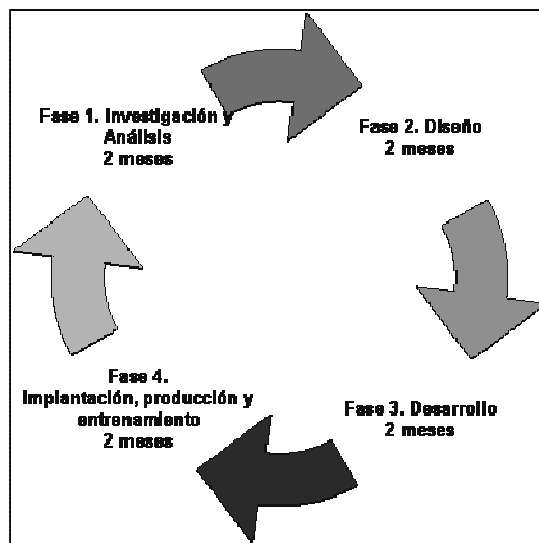 Fase 1. Investigación y
Análisis
2 meses
Fase 2. Diseño
2 meses
Fase 3. Desarrollo
2 meses
Fase 4.
Implantación, producción y
entrenamiento
2 meses